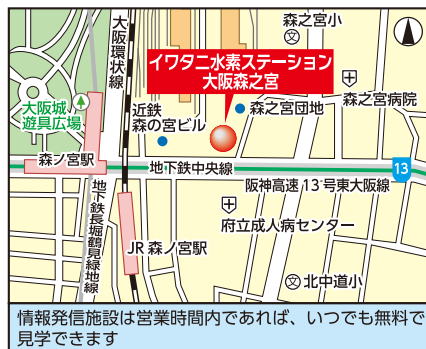 森之宮小
文
大阪環状線
イワタニ水素ステーション
大阪森之宮
森之宮病院
大阪城
遊具広場
近鉄
森の宮ビル
森之宮団地
森ノ宮駅
地下鉄中央線
13
阪神高速13号東大阪線
地下鉄長堀鶴見緑地線
府立成人病センター
JR 森ノ宮駅
文
北中道小
情報発信施設は営業時間内であれば、いつでも無料で
見学できます